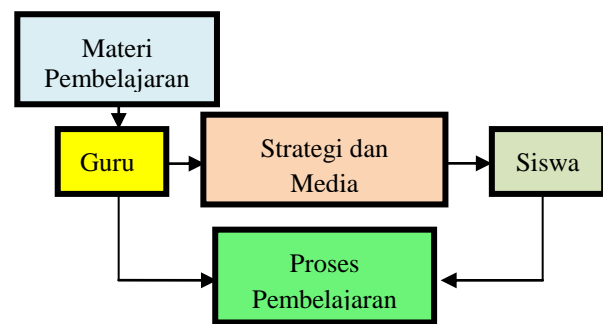 Materi
Pembelajaran
Guru
Strategi dan
Media
Siswa
Proses
Pembelajaran